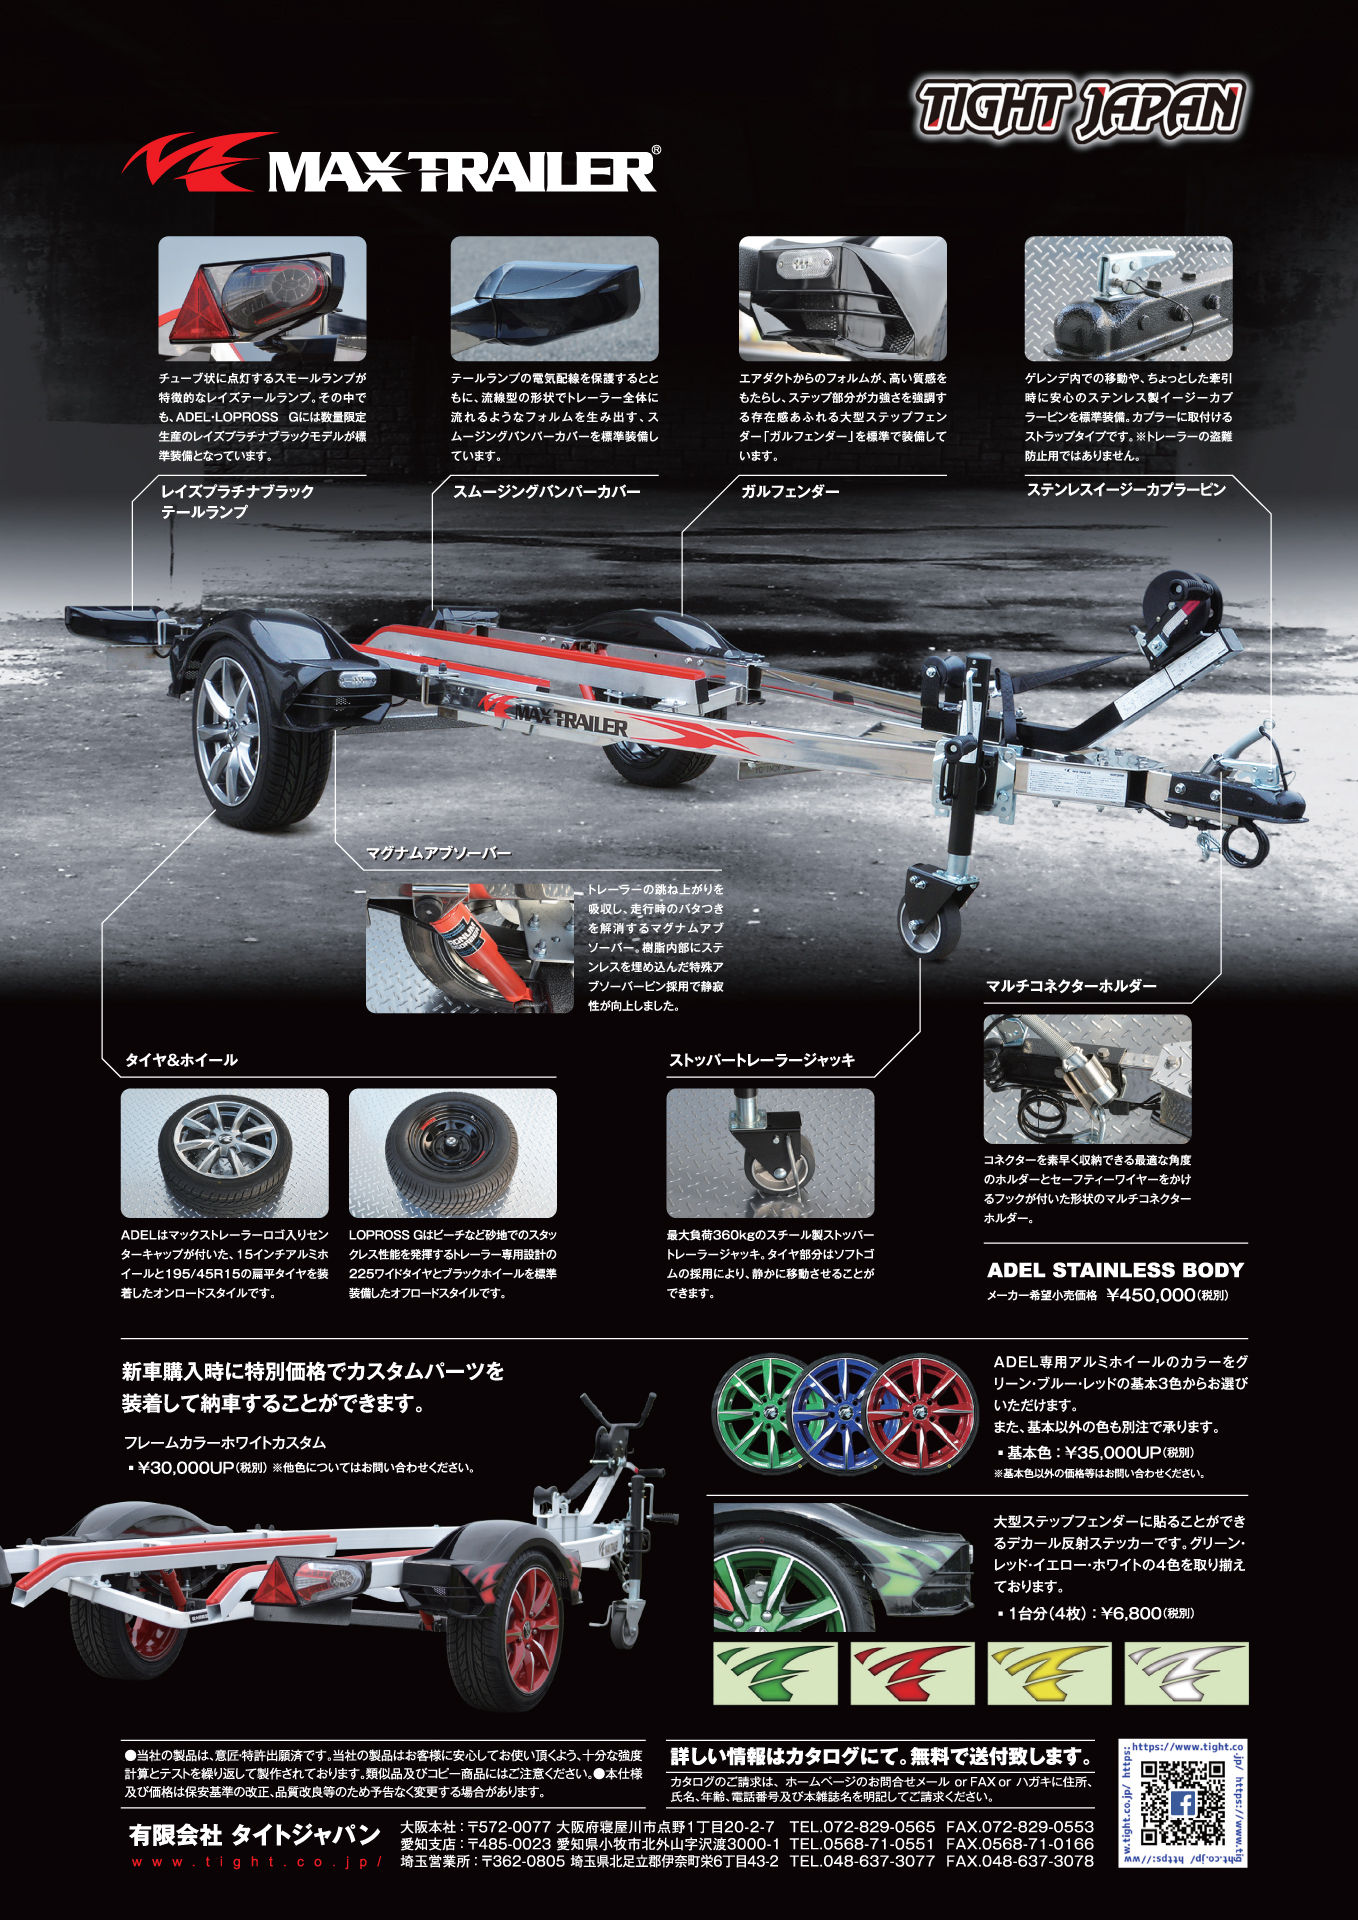 TIGHT JAPAN
MAX TRAILER®
チューブ状に点灯するスモールランプが
特徴的なレイズテールランプ。その中で
も、ADEL・LOPROSS Gには数量限定
生産のレイズプラチナブラックモデルが標
準装備となっています。
レイズプラチナブラック
テールランプ
テールランプの電気配線を保護するとと
もに、流線型の形状でトレーラー全体に
流れるようなフォルムを生み出す、ス
ムージングバンパーカバーを標準装備し
ています。
スムージングバンパーカバー
エアダクトからのフォルムが、高い質感を
もたらし、ステップ部分が力強さを強調す
る存在感あふれる大型ステップフェン
ダー「ガルフェンダー」を標準で装備して
います。
ガルフェンダー
ゲレンデ内での移動や、ちょっとした牽引
時に安心のステンレス製イージーカプ
ラーピンを標準装備。カプラーに取付ける
ストラップタイプです。※トレーラーの盗難
防止用ではありません。
ステンレスイージーカプラーピン
MAX TRAILER
MAX TRAILER
マグナムアブソーバー
トレーラーの跳ね上がりを
吸収し、走行時のバタつき
を解消するマグナムアブ
ソーバー。樹脂内部にステ
ンレスを埋め込んだ特殊ア
ブソーバーピン採用で静寂
性が向上しました。
マルチコネクターホルダー
コネクターを素早く収納できる最適な角度
のホルダーとセーフティーワイヤーをかけ
るフックが付いた形状のマルチコネクター
ホルダー。
タイヤ&ホイール
ADELはマックストレーラーロゴ入りセン
ターキャップが付いた、15インチアルミホ
イールと195/45R15の扁平タイヤを装
着したオンロードスタイルです。
LOPROSS Gはビーチなど砂地でのスタッ
クレス性能を発揮するトレーラー専用設計の
225ワイドタイヤとブラックホイールを標準
装備したオフロードスタイルです。
ストッパートレーラージャッキ
最大負荷360kgのスチール製ストッパー
トレーラージャッキ。タイヤ部分はソフトゴ
ムの採用により、静かに移動させることが
できます。
ADEL STAINLESS BODY
メーカー希望小売価格 ¥450,000(税別)
新車購入時に特別価格でカスタムパーツを
装着して納車することができます。
フレームカラーホワイトカスタム
▪¥30,000UP(税別) ※他色についてはお問い合わせください。
ADEL専用アルミホイールのカラーをグ
リーン・ブルー・レッドの基本3色からお選び
いただけます。
また、基本以外の色も別注で承ります。
▪基本色：¥35,000UP(税別)
※基本色以外の価格等はお問い合わせください。
大型ステップフェンダーに貼ることができ
るデカール反射ステッカーです。グリーン・
レッド・イエロー・ホワイトの4色を取り揃え
ております。
▪1台分(4枚)：¥6,800(税別)
●当社の製品は、意匠・特許出願済です。当社の製品はお客様に安心してお使い頂くよう、十分な強度
計算とテストを繰り返して製作されております。類似品及びコピー商品にはご注意ください。●本仕様
及び価格は保安基準の改正、品質改良等のため予告なく変更する場合があります。
詳しい情報はカタログにて。無料で送付致します。
カタログのご請求は、ホームページのお問合せメール or FAX or ハガキに住所、
氏名、年齢、電話番号及び本雑誌名を明記してご請求ください。
有限会社 タイトジャパン
www.tight.co.jp/
大阪本社：〒572-0077 大阪府寝屋川市点野1丁目20-2-7 TEL.072-829-0565 FAX.072-829-0553
愛知支店：〒485-0023 愛知県小牧市北外山字沢渡3000-1 TEL.0568-71-0551 FAX.0568-71-0166
埼玉営業所：〒362-0805 埼玉県北足立郡伊奈町栄6丁目43-2 TEL.048-637-3077 FAX.048-637-3078
https://www.tight.co.jp/ https://www.tight.co.jp/ https://www.tight.co.jp/ https: